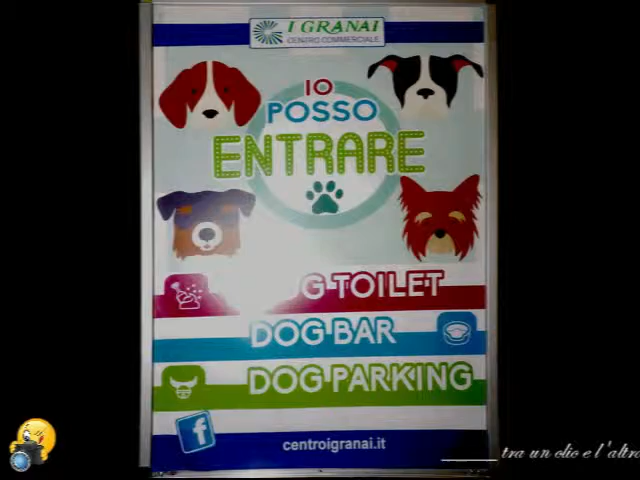 I GRANAI
CENTRO COMMERCIALE
IO
POSSO
ENTRARE
G TOILET
DOG BAR
DOG PARKING
f
centroigranai.it
tra un clic e l'altro